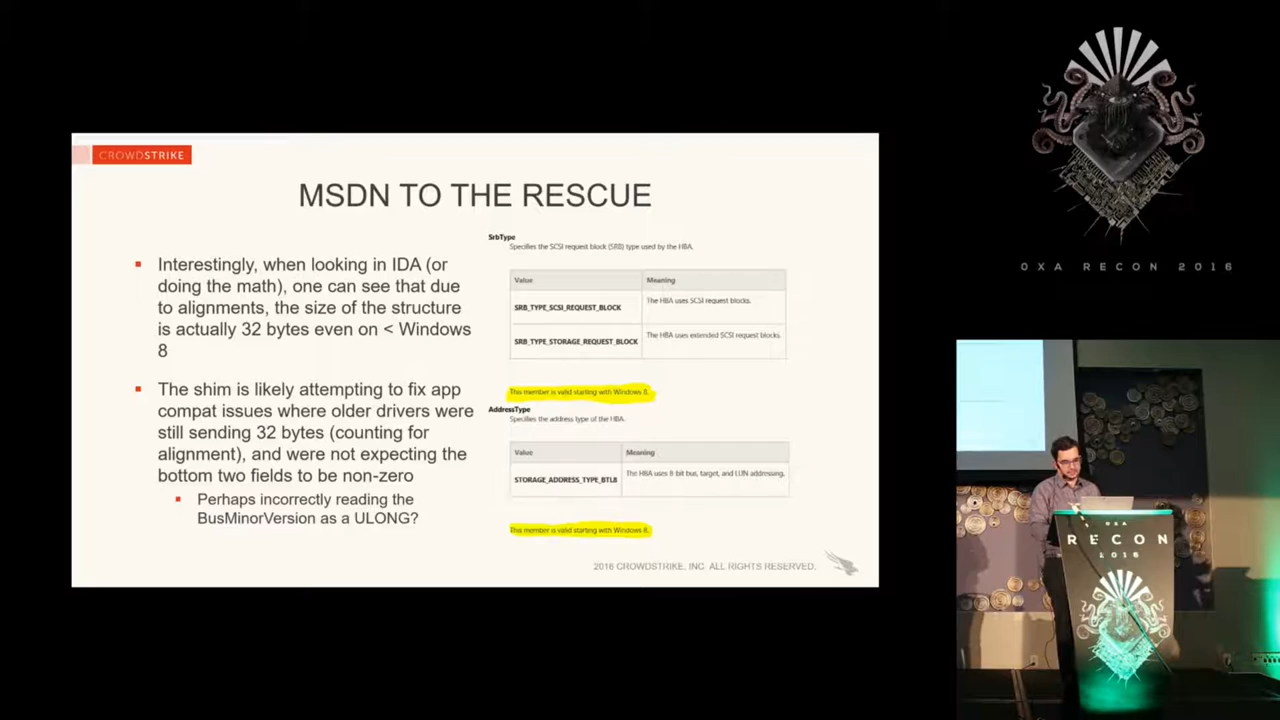 CROWDSTRIKE
MSDN TO THE RESCUE
Interestingly, when looking in IDA (or
doing the math), one can see that due
to alignments, the size of the structure
is actually 32 bytes even on < Windows
8
The shim is likely attempting to fix app
compat issues where older drivers were
still sending 32 bytes (counting for
alignment), and were not expecting the
bottom two fields to be non-zero
Perhaps incorrectly reading the
BusMinorVersion as a ULONG?
SrbType
Specifies the SCSI request block (SRB) type used by the HBA.
Value Meaning
SRB_TYPE_SCSI_REQUEST_BLOCK The HBA uses SCSI request blocks.
SRB_TYPE_STORAGE_REQUEST_BLOCK The HBA uses extended SCSI request blocks.
This member is valid starting with Windows 8.
AddressType
Specifies the address type of the HBA.
Value Meaning
STORAGE_ADDRESS_TYPE_BTL8 The HBA uses 8-bit bus, target, and LUN addressing.
This member is valid starting with Windows 8.
2016 CROWDSTRIKE, INC. ALL RIGHTS RESERVED.
0XA RECON 2016
0XA
RECON
2016